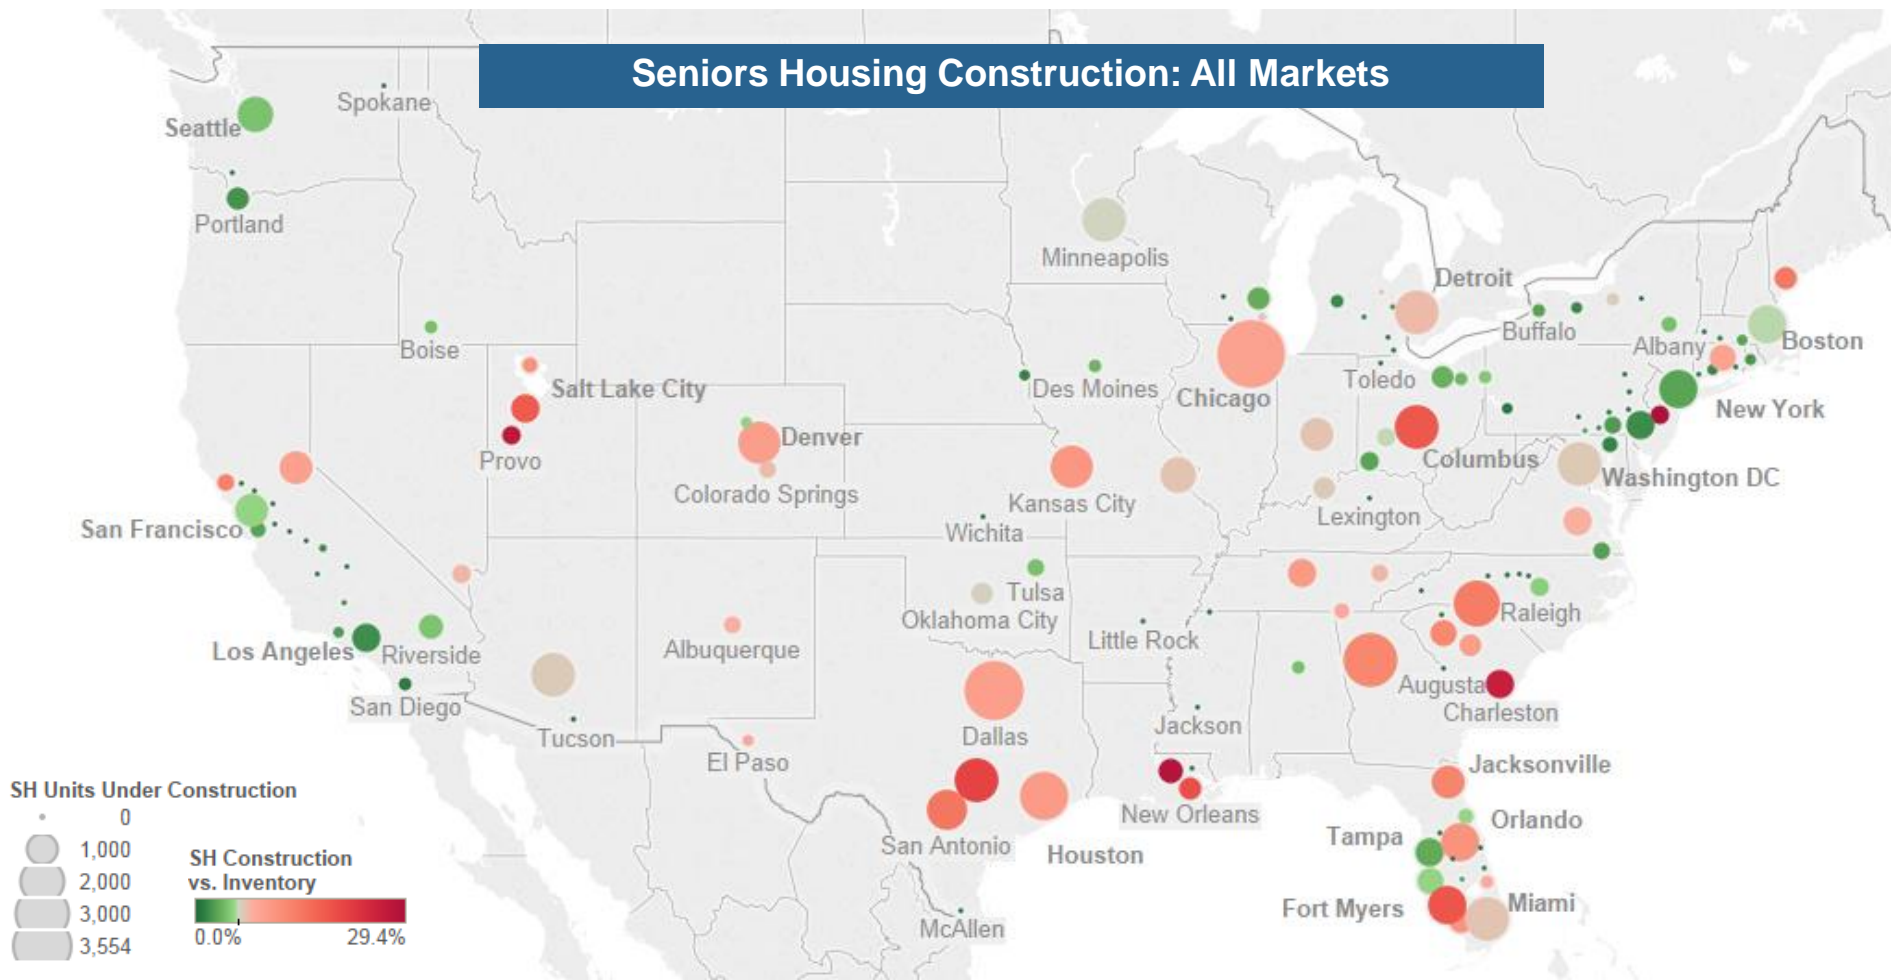 Seniors Housing Construction: All Markets
Spokane
Seattle
Portland
Minneapolis
Detroit
Buffalo
Boston
Albany
Boise
Toledo
Salt Lake City
Des Moines
Chicago
New York
Denver
Provo
Columbus
Washington DC
Colorado Springs
Kansas City
Lexington
San Francisco
Wichita
Tulsa
Raleigh
Oklahoma City
Little Rock
Los Angeles
Riverside
Albuquerque
Augusta
San Diego
Charleston
Jackson
Tucson
Dallas
El Paso
Jacksonville
New Orleans
Orlando
Tampa
San Antonio
Houston
Fort Myers
Miami
McAllen
SH Units Under Construction
0
1,000
2,000
3,000
3,554
SH Construction
vs. Inventory
0.0%
29.4%